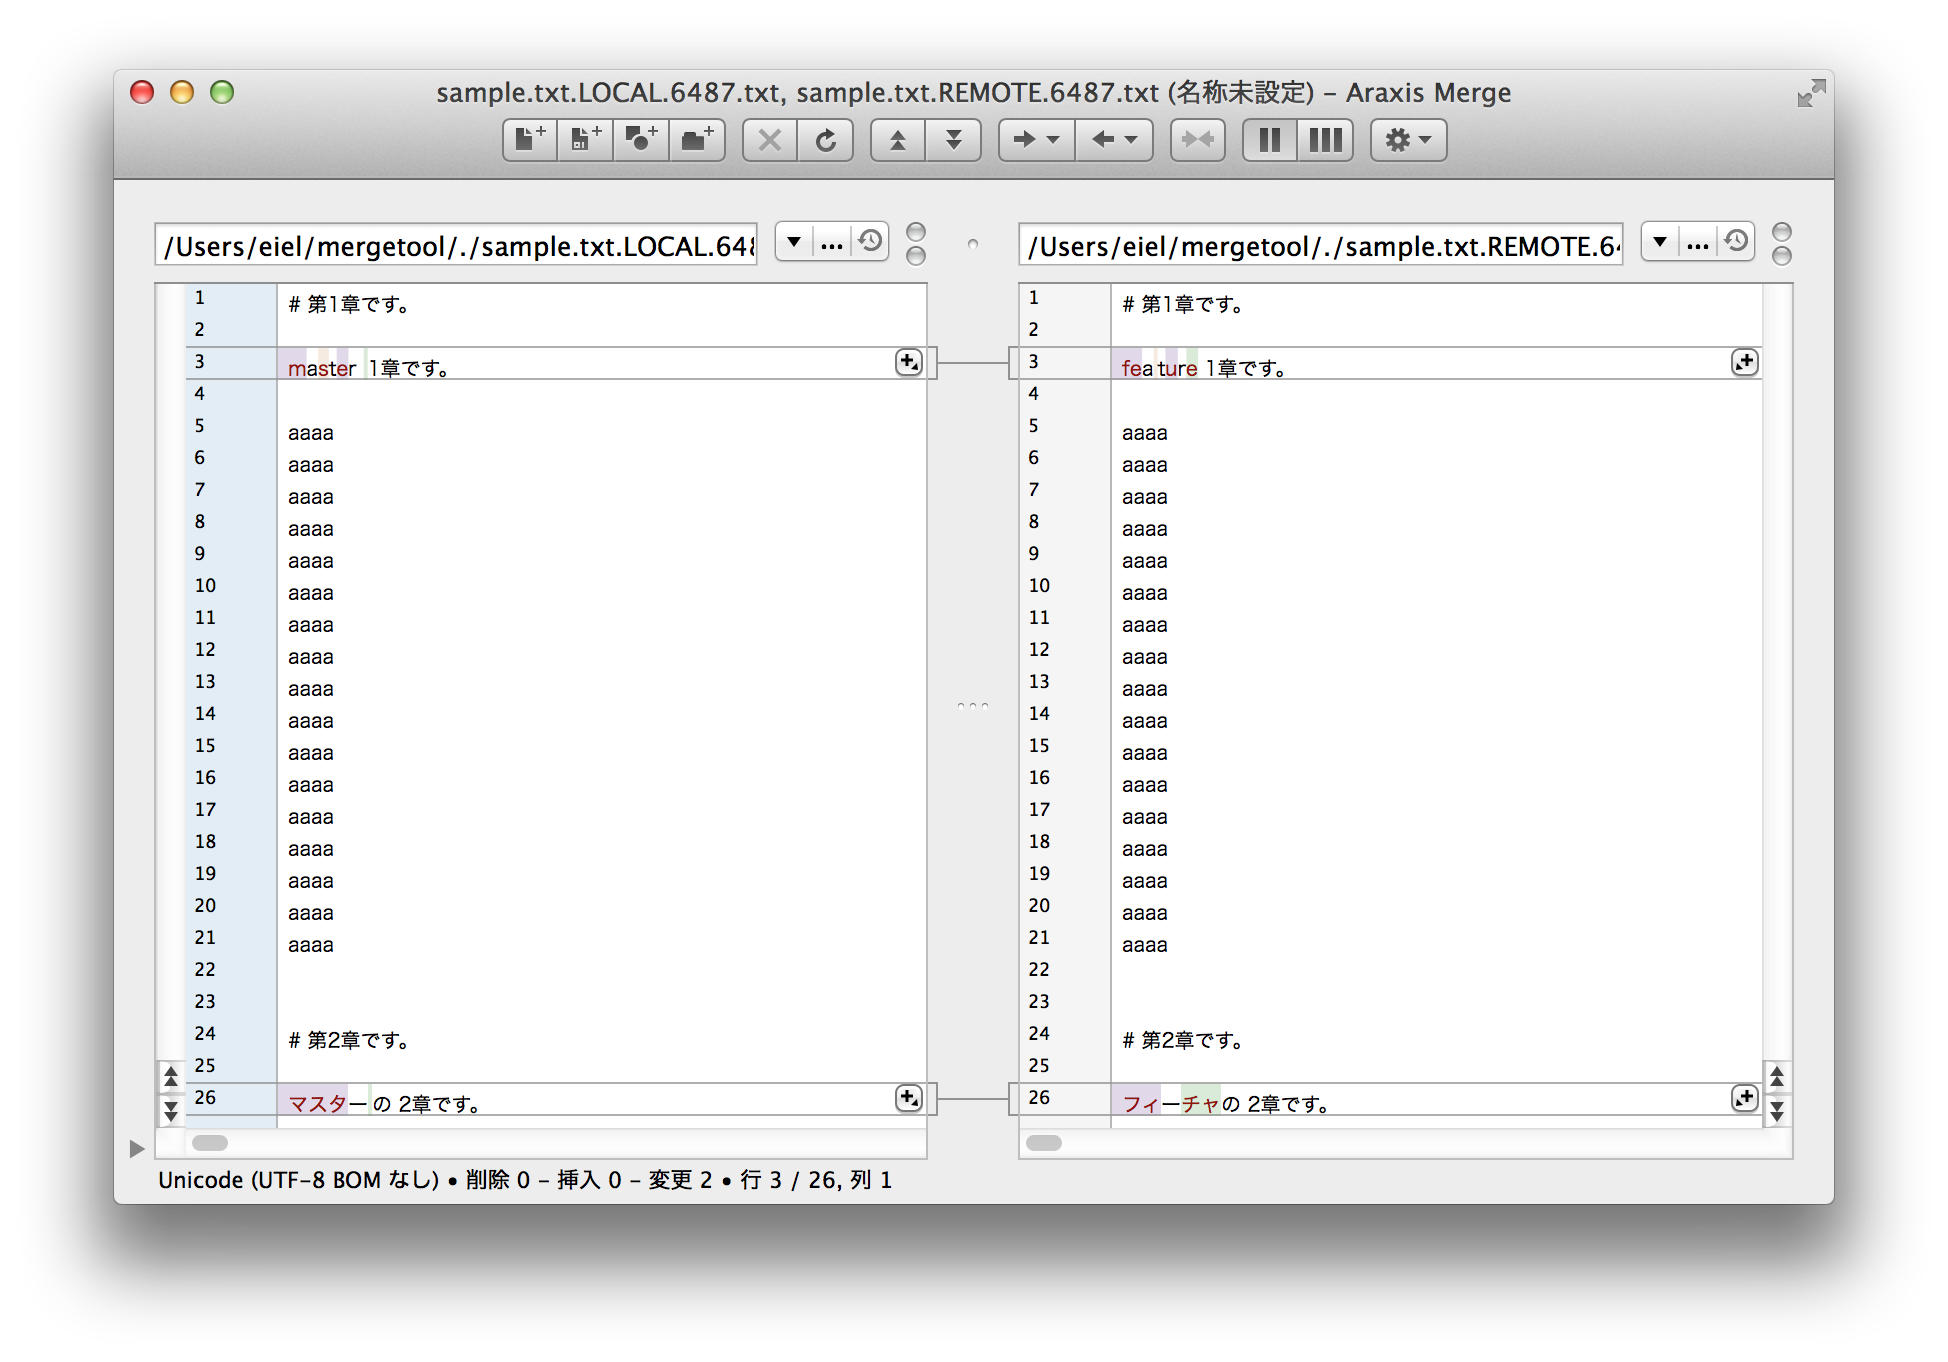 sample.txt.LOCAL.6487.txt, sample.txt.REMOTE.6487.txt (名称未設定) – Araxis Merge
/Users/eiel/mergetool/./sample.txt.LOCAL.648
1 # 第1章です。
2
3 master 1章です。
4
5 aaaa
6 aaaa
7 aaaa
8 aaaa
9 aaaa
10 aaaa
11 aaaa
12 aaaa
13 aaaa
14 aaaa
15 aaaa
16 aaaa
17 aaaa
18 aaaa
19 aaaa
20 aaaa
21 aaaa
22
23
24 # 第2章です。
25
26 マスターの 2章です。
/Users/eiel/mergetool/./sample.txt.REMOTE.6
1 # 第1章です。
2
3 feature 1章です。
4
5 aaaa
6 aaaa
7 aaaa
8 aaaa
9 aaaa
10 aaaa
11 aaaa
12 aaaa
13 aaaa
14 aaaa
15 aaaa
16 aaaa
17 aaaa
18 aaaa
19 aaaa
20 aaaa
21 aaaa
22
23
24 # 第2章です。
25
26 フィーチャの 2章です。
Unicode (UTF-8 BOM なし) • 削除 0 – 挿入 0 – 変更 2 • 行 3 / 26, 列 1